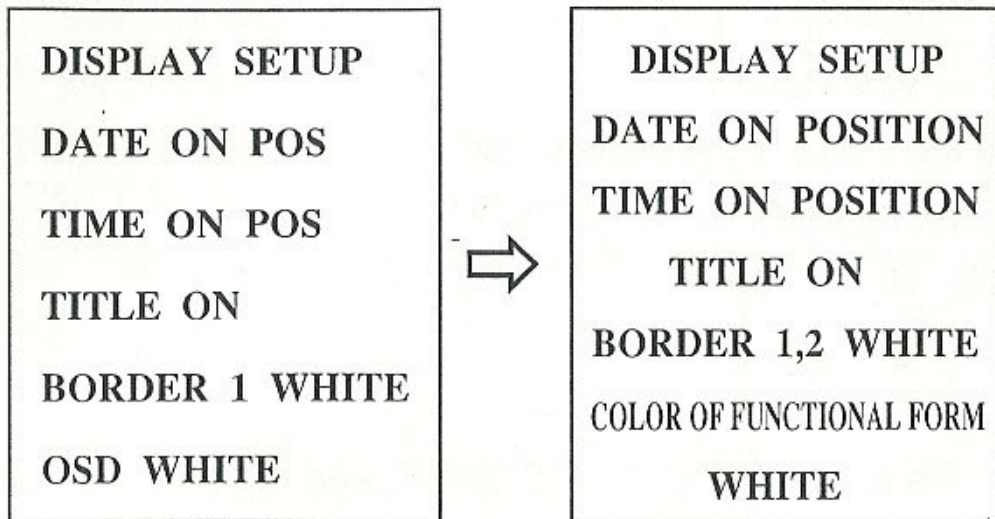 DISPLAY SETUP
DATE ON POS
TIME ON POS
TITLE ON
BORDER 1 WHITE
OSD WHITE
DISPLAY SETUP
DATE ON POSITION
TIME ON POSITION
TITLE ON
BORDER 1,2 WHITE
COLOR OF FUNCTIONAL FORM
WHITE